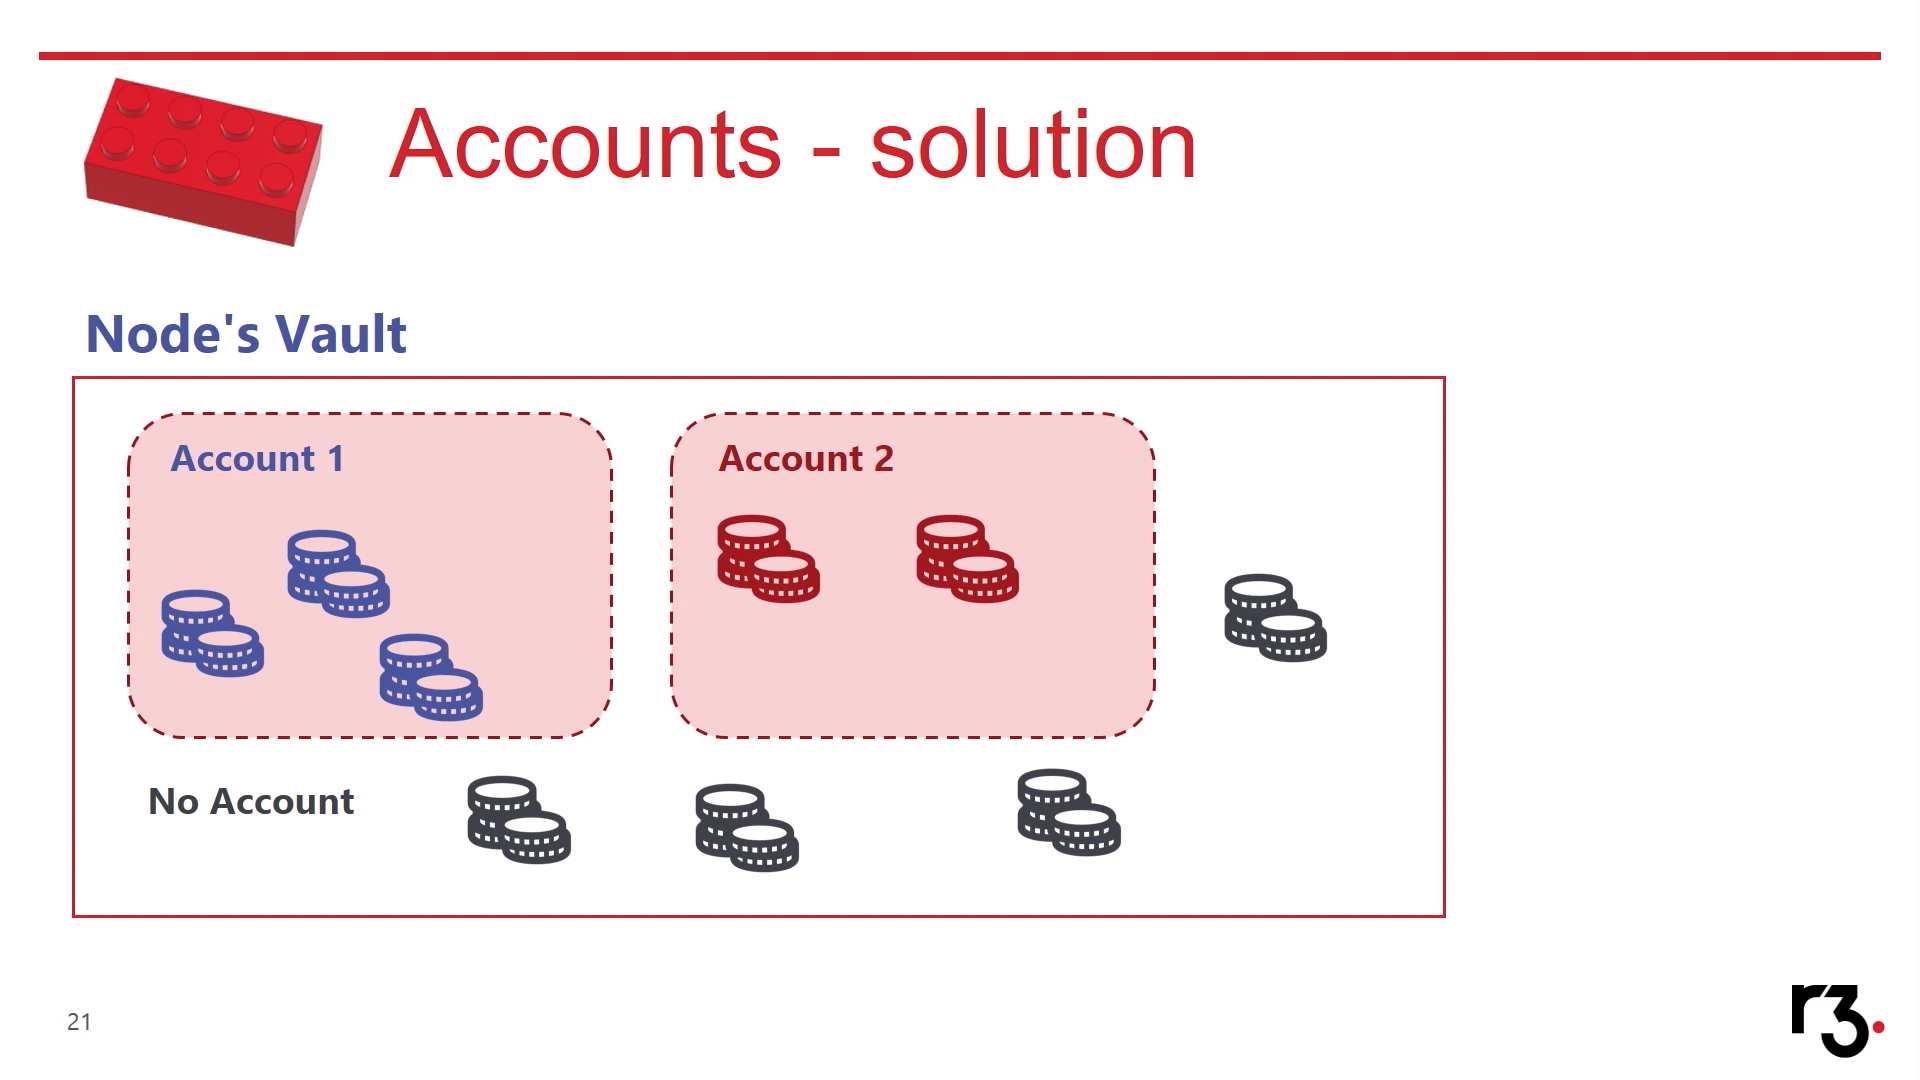 Accounts - solution
Node's Vault
Account 1
Account 2
No Account
21
r3.